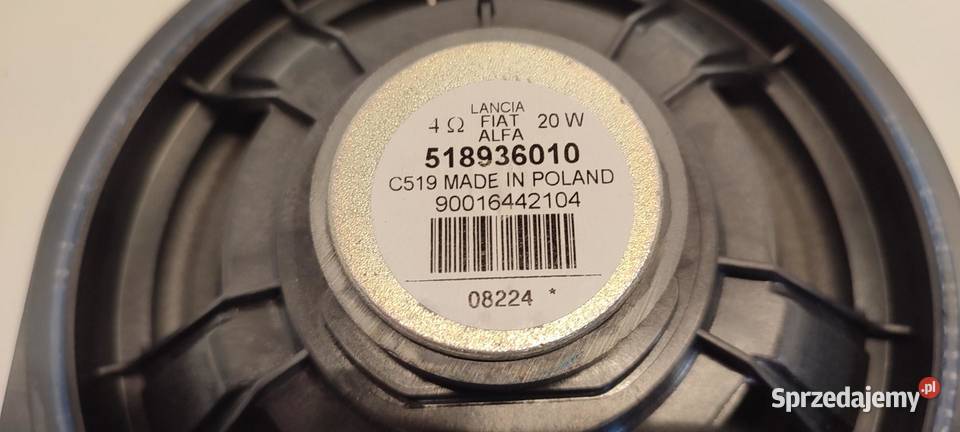 LANCIA
4 Ω FIAT 20 W
ALFA
518936010
C519 MADE IN POLAND
90016442104
08224 *
Sprzedajemy.pl